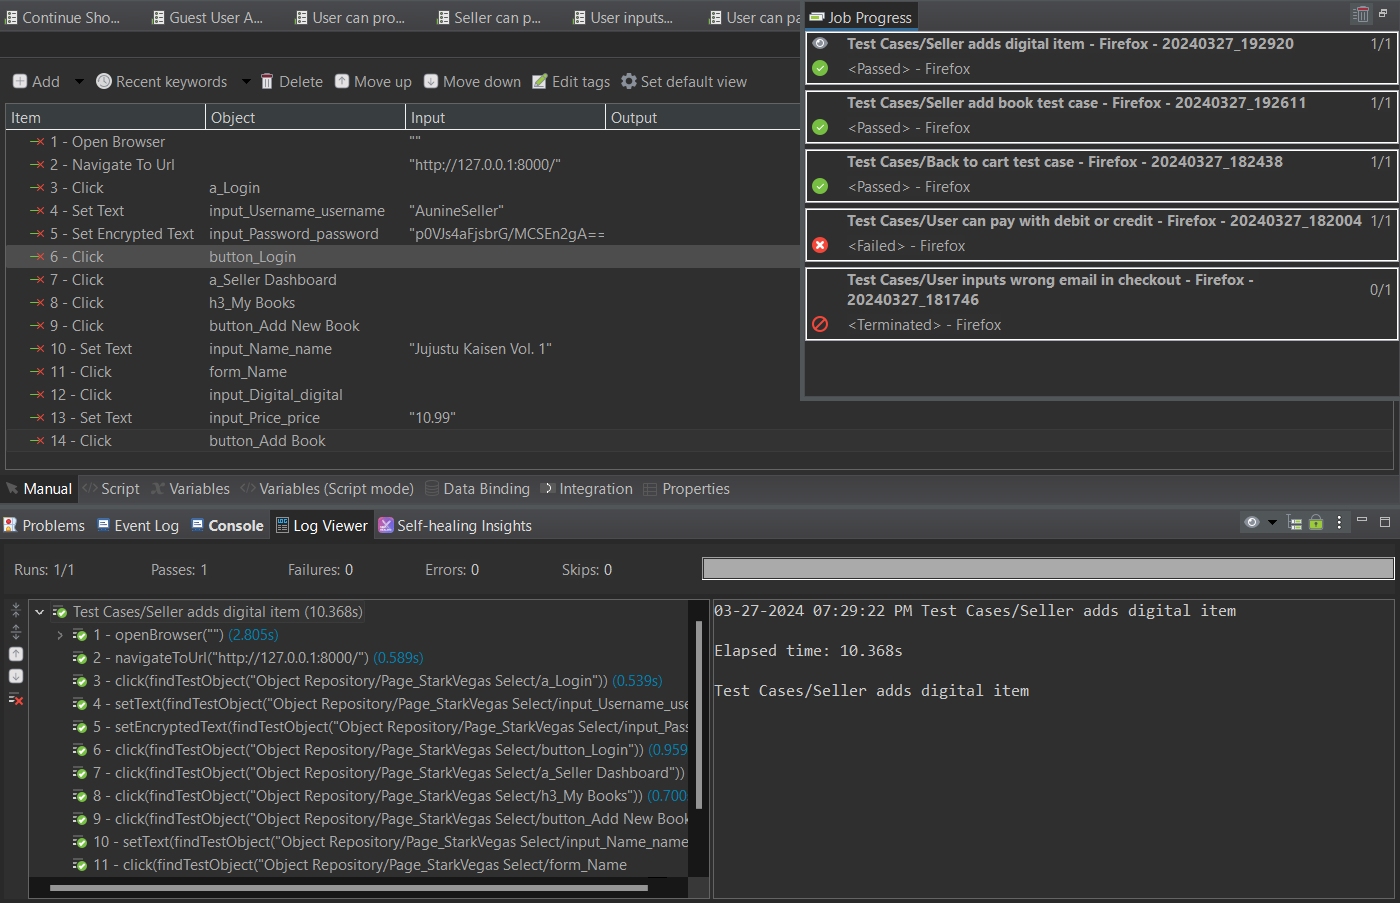 Continue Sho...
Guest User A...
User can pro...
Seller can p...
User inputs...
User can pa
Job Progress
Test Cases/Seller adds digital item - Firefox - 20240327_192920
1/1
<Passed> - Firefox
Test Cases/Seller add book test case - Firefox - 20240327_192611
1/1
<Passed> - Firefox
Test Cases/Back to cart test case - Firefox - 20240327_182438
1/1
<Passed> - Firefox
Test Cases/User can pay with debit or credit - Firefox - 20240327_182004
1/1
<Failed> - Firefox
Test Cases/User inputs wrong email in checkout - Firefox -
20240327_181746
0/1
<Terminated> - Firefox
Add
Recent keywords
Delete
Move up
Move down
Edit tags
Set default view
Item Object Input Output
1 - Open Browser ""
2 - Navigate To Url "http://127.0.0.1:8000/"
3 - Click a_Login
4 - Set Text input_Username_username "AunineSeller"
5 - Set Encrypted Text input_Password_password "p0VJs4aFjsbrG/MCSEn2gA==
6 - Click button_Login
7 - Click a_Seller Dashboard
8 - Click h3_My Books
9 - Click button_Add New Book
10 - Set Text input_Name_name "Jujustu Kaisen Vol. 1"
11 - Click form_Name
12 - Click input_Digital_digital
13 - Set Text input_Price_price "10.99"
14 - Click button_Add Book
Manual
Script
Variables
Variables (Script mode)
Data Binding
Integration
Properties
Problems
Event Log
Console
Log Viewer
Self-healing Insights
Runs: 1/1
Passes: 1
Failures: 0
Errors: 0
Skips: 0
Test Cases/Seller adds digital item (10.368s)
1 - openBrowser("") (2.805s)
2 - navigateToUrl("http://127.0.0.1:8000/") (0.589s)
3 - click(findTestObject("Object Repository/Page_StarkVegas Select/a_Login")) (0.539s)
4 - setText(findTestObject("Object Repository/Page_StarkVegas Select/input_Username_use
5 - setEncryptedText(findTestObject("Object Repository/Page_StarkVegas Select/input_Pas
6 - click(findTestObject("Object Repository/Page_StarkVegas Select/button_Login")) (0.959
7 - click(findTestObject("Object Repository/Page_StarkVegas Select/a_Seller Dashboard"))
8 - click(findTestObject("Object Repository/Page_StarkVegas Select/h3_My Books")) (0.700
9 - click(findTestObject("Object Repository/Page_StarkVegas Select/button_Add New Book
10 - setText(findTestObject("Object Repository/Page_StarkVegas Select/input_Name_name
11 - click(findTestObject("Object Repository/Page_StarkVegas Select/form_Name
03-27-2024 07:29:22 PM Test Cases/Seller adds digital item
Elapsed time: 10.368s
Test Cases/Seller adds digital item